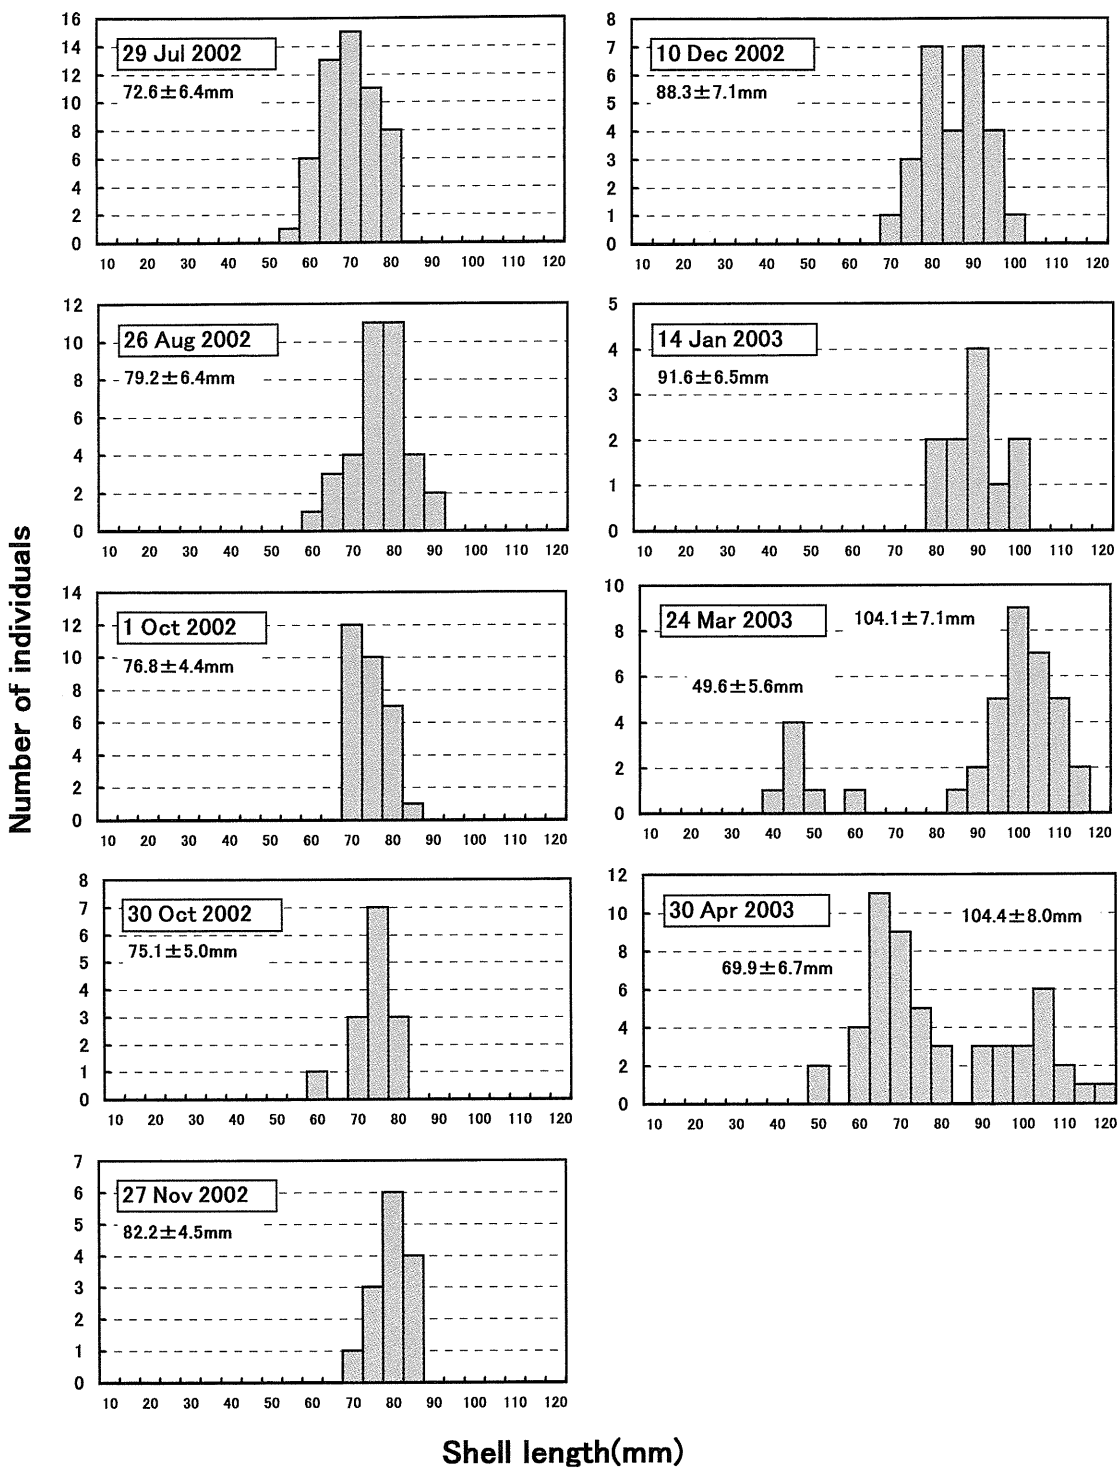 Number of individuals
16
14
12
10
8
6
4
2
0
29 Jul 2002
72.6±6.4mm
10 20 30 40 50 60 70 80 90 100 110 120
12
10
8
6
4
2
0
26 Aug 2002
79.2±6.4mm
10 20 30 40 50 60 70 80 90 100 110 120
14
12
10
8
6
4
2
0
1 Oct 2002
76.8±4.4mm
10 20 30 40 50 60 70 80 90 100 110 120
8
7
6
5
4
3
2
1
0
30 Oct 2002
75.1±5.0mm
10 20 30 40 50 60 70 80 90 100 110 120
7
6
5
4
3
2
1
0
27 Nov 2002
82.2±4.5mm
10 20 30 40 50 60 70 80 90 100 110 120
8
7
6
5
4
3
2
1
0
10 Dec 2002
88.3±7.1mm
10 20 30 40 50 60 70 80 90 100 110 120
5
4
3
2
1
0
14 Jan 2003
91.6±6.5mm
10 20 30 40 50 60 70 80 90 100 110 120
10
8
6
4
2
0
24 Mar 2003
104.1±7.1mm
49.6±5.6mm
10 20 30 40 50 60 70 80 90 100 110 120
12
10
8
6
4
2
0
30 Apr 2003
104.4±8.0mm
69.9±6.7mm
10 20 30 40 50 60 70 80 90 100 110 120
Shell length(mm)